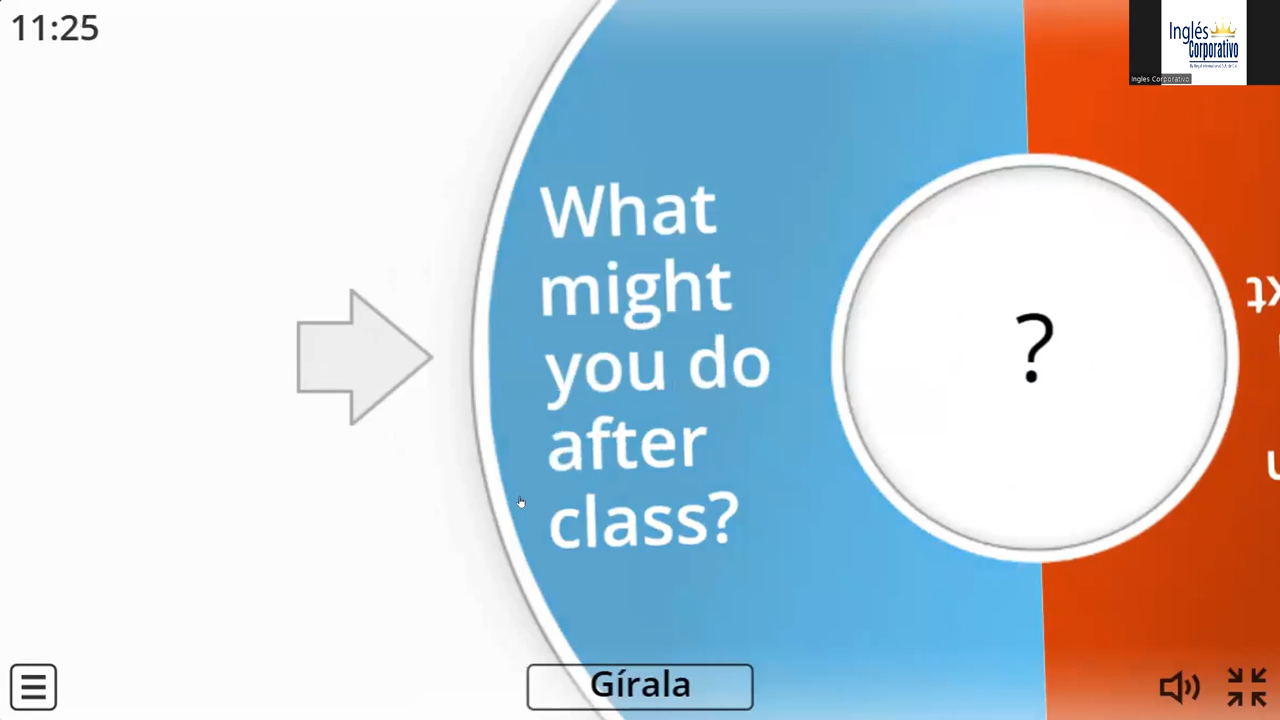 11:25
Inglés
Corporativo
Ingles Corporativo
What
might
you do
after
class?
?
Gírala